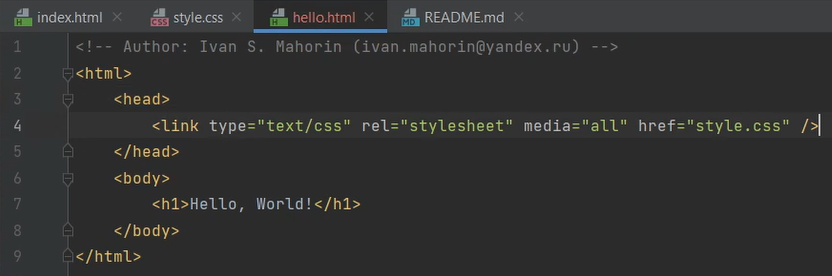 index.html style.css hello.html README.md
1 <!-- Author: Ivan S. Mahorin (ivan.mahorin@yandex.ru) -->
2 <html>
3     <head>
4         <link type="text/css" rel="stylesheet" media="all" href="style.css" />
5     </head>
6     <body>
7         <h1>Hello, World!</h1>
8     </body>
9 </html>